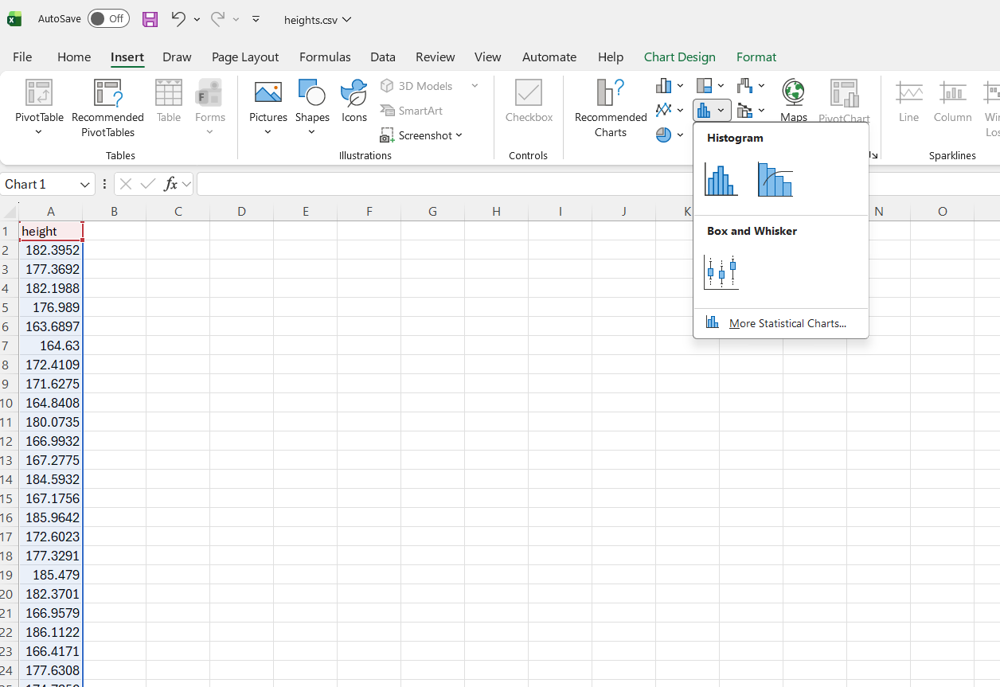 AutoSave Off heights.csv
File Home Insert Draw Page Layout Formulas Data Review View Automate Help Chart Design Format
PivotTable
Recommended
PivotTables
Table
Forms
Tables
Pictures
Shapes
Icons
3D Models
SmartArt
Screenshot
Illustrations
Checkbox
Controls
Recommended
Charts
Maps
PivotChart
Line
Column
Sparklines
Histogram
Box and Whisker
More Statistical Charts...
Chart 1 fx
A B C D E F G H I J K N O
1 height
2 182.3952
3 177.3692
4 182.1988
5 176.989
6 163.6897
7 164.63
8 172.4109
9 171.6275
10 164.8408
11 180.0735
12 166.9932
13 167.2775
14 184.5932
15 167.1756
16 185.9642
17 172.6023
18 177.3291
19 185.479
20 182.3701
21 166.9579
22 186.1122
23 166.4171
24 177.6308